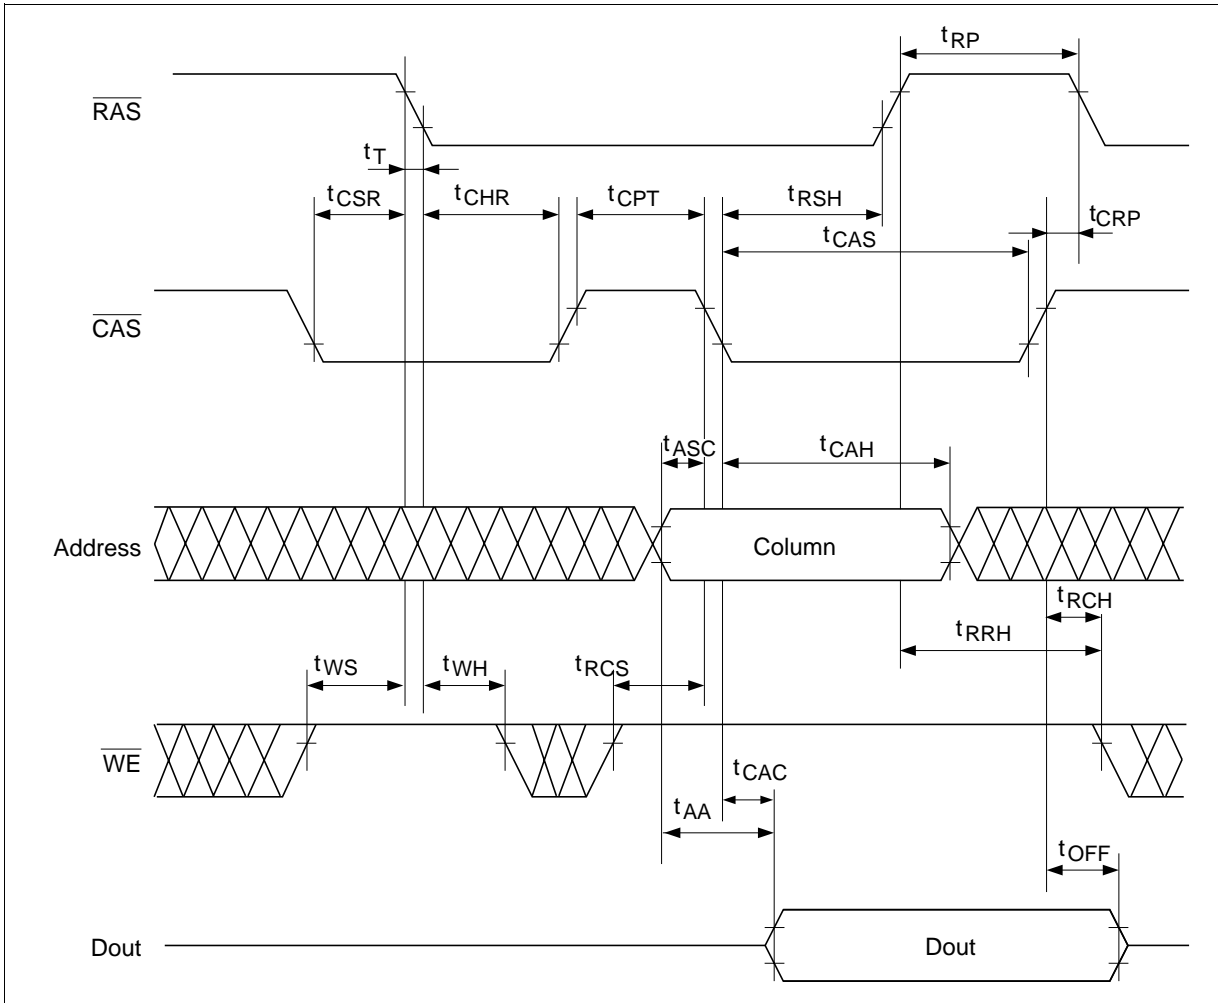 tRP
RAS
tT
tCSR
tCHR
tCPT
tRSH
tCRP
tCAS
CAS
tASC
tCAH
Address
Column
tRCH
tRRH
tWS
tWH
tRCS
WE
tCAC
tAA
tOFF
Dout
Dout